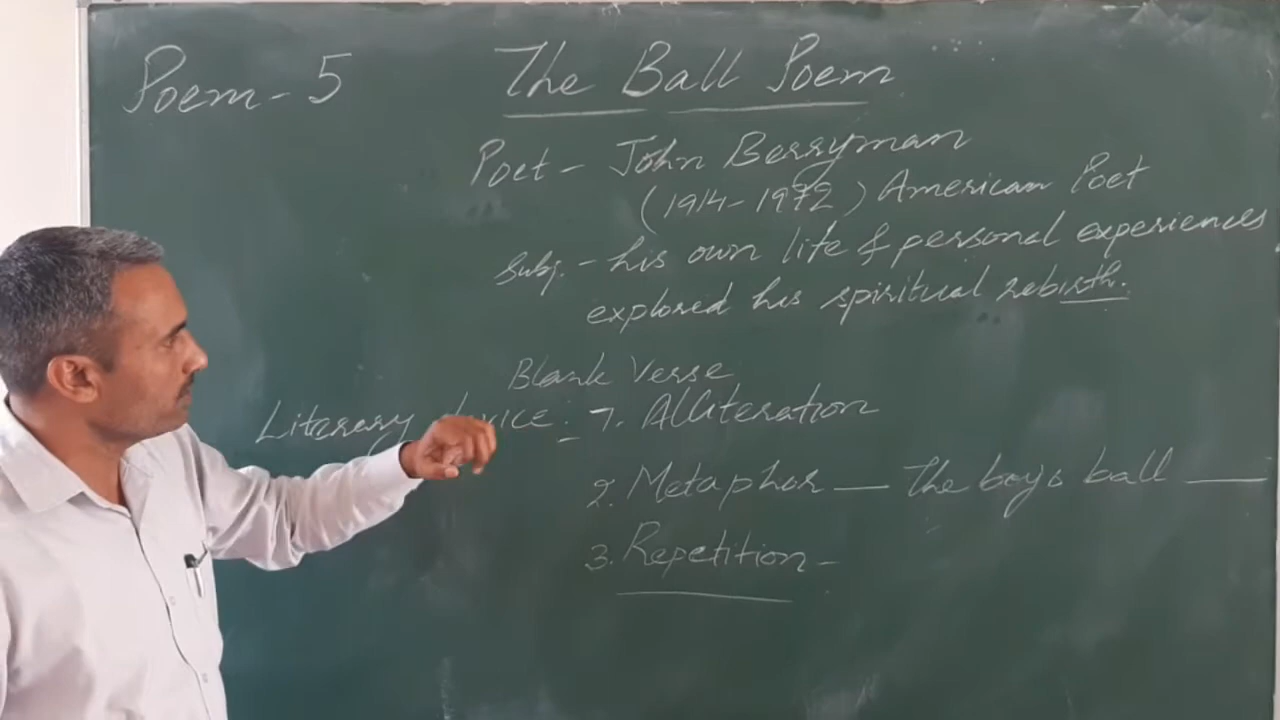 Poem - 5
The Ball Poem
Poet - John Berryman
(1914-1972) American Poet
Subj. - his own life & personal experiences
explored his spiritual rebirth.
Blank Verse
Literary : 1. Alliteration
2. Metaphor — The boy's ball —
3. Repetition -